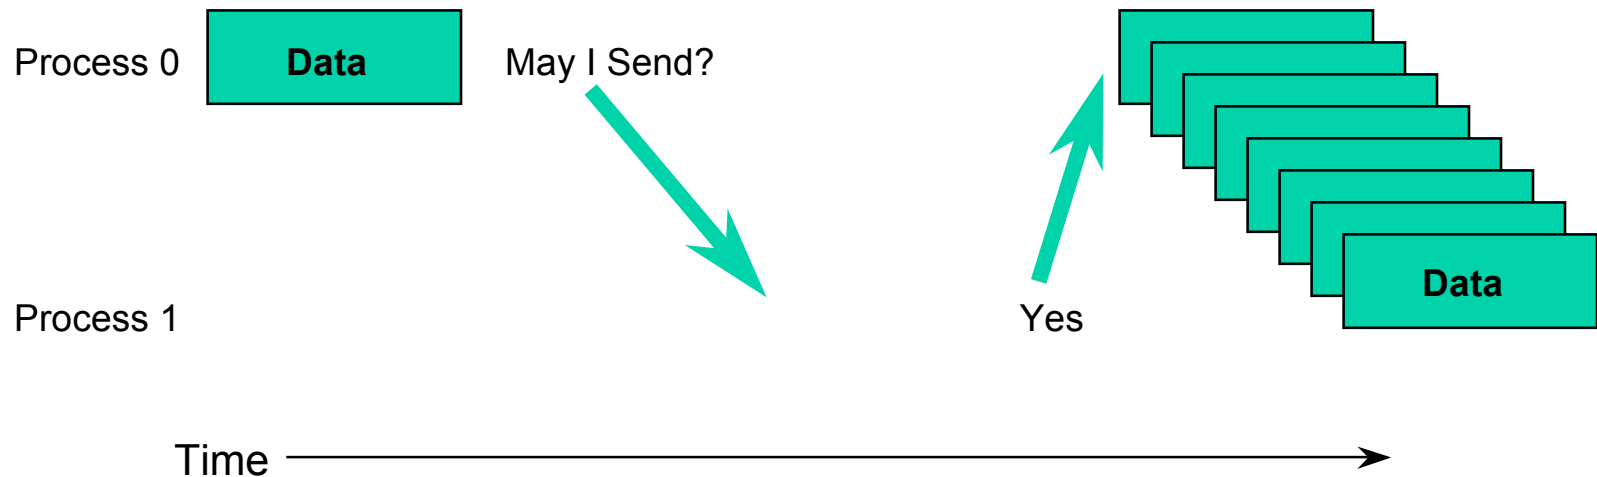 Process 0
Data
May I Send?
Data
Process 1
Yes
Time